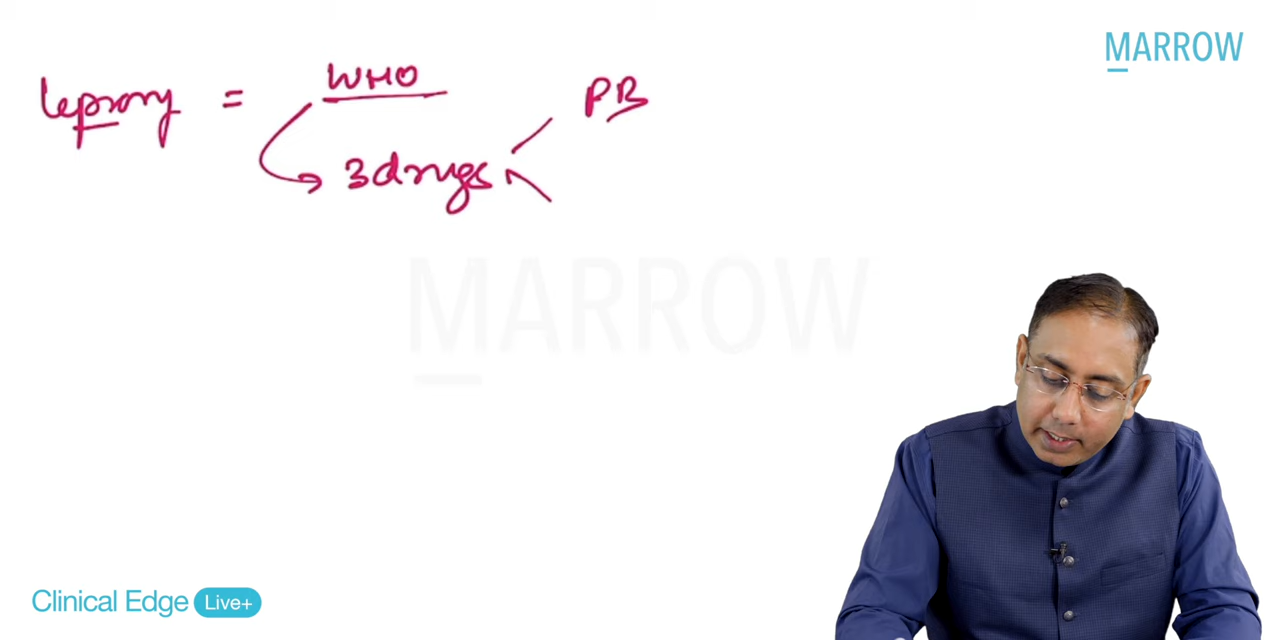 MARROW
leprosy = WHO PB
3 drugs
MARROW
Clinical Edge Live+